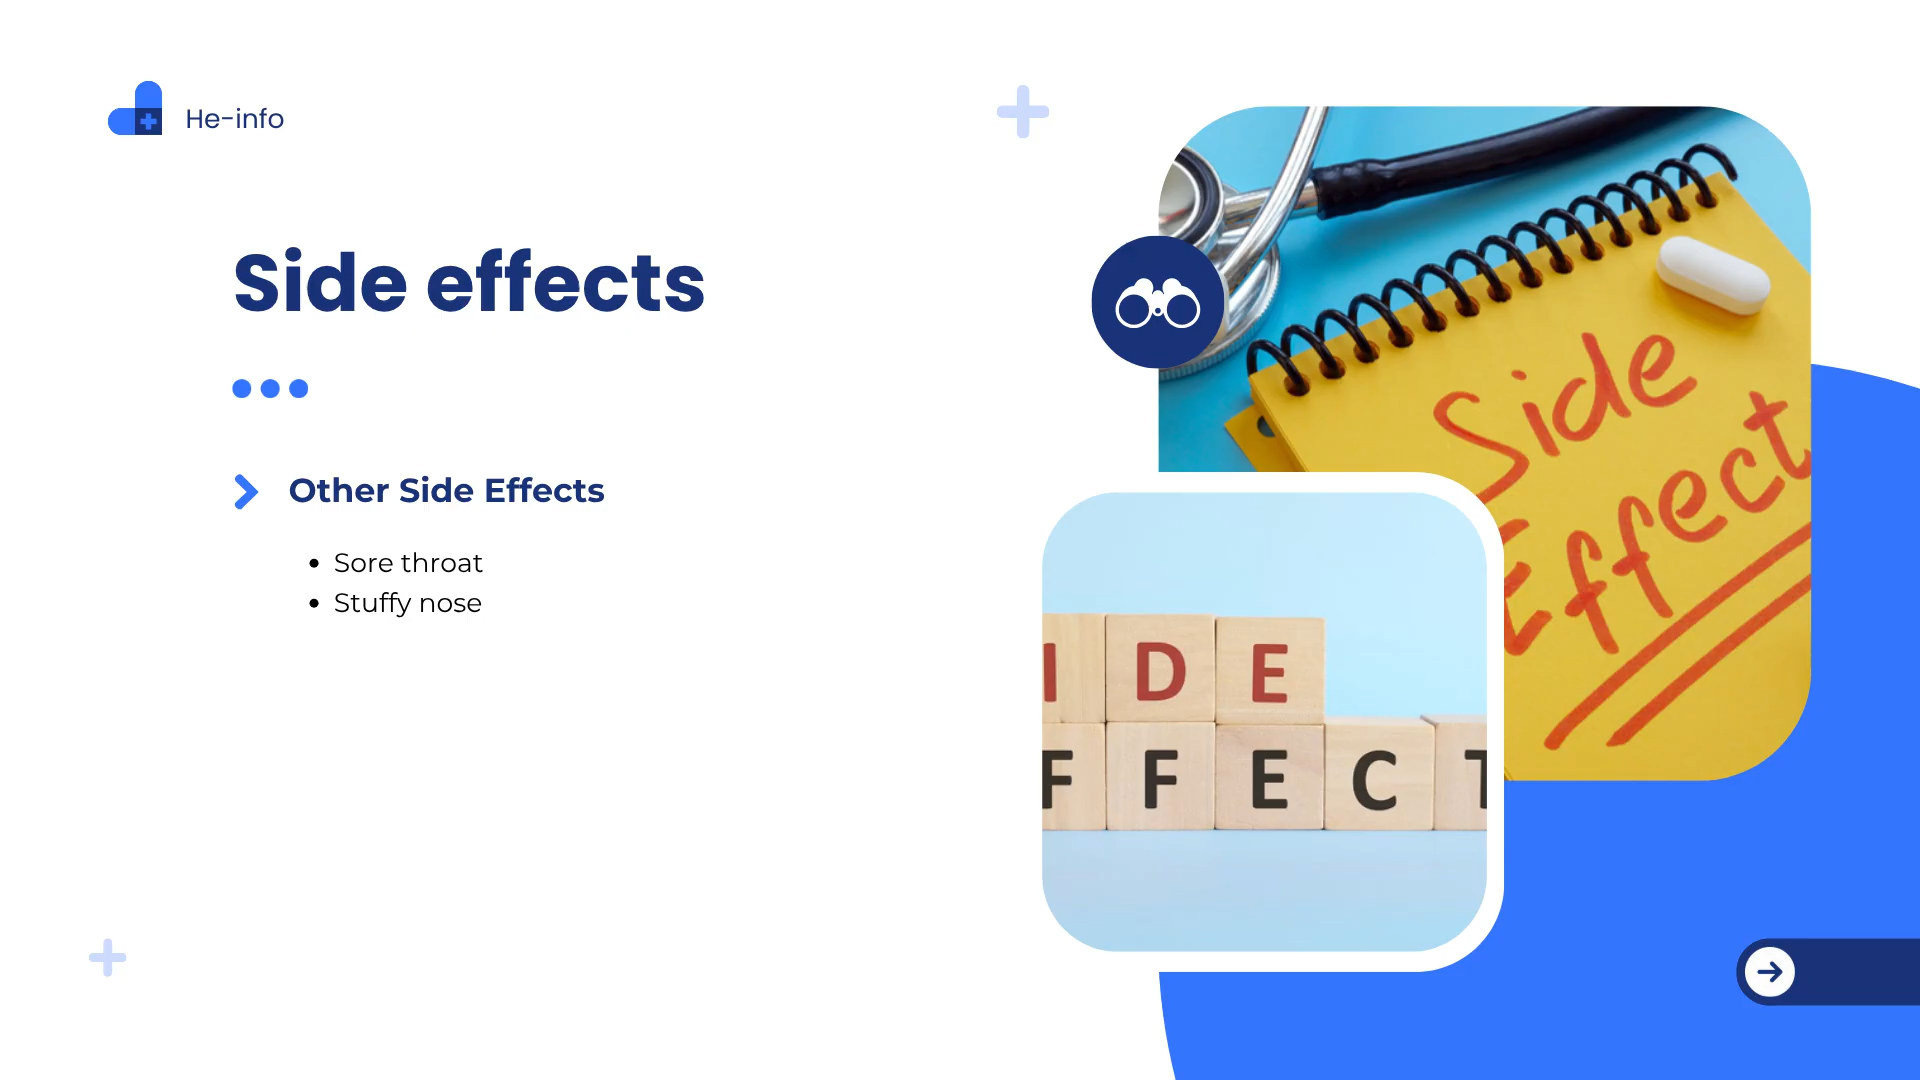 He-info
Side effects
Other Side Effects
Sore throat
Stuffy nose
Side
Effect
IDE
FFECT